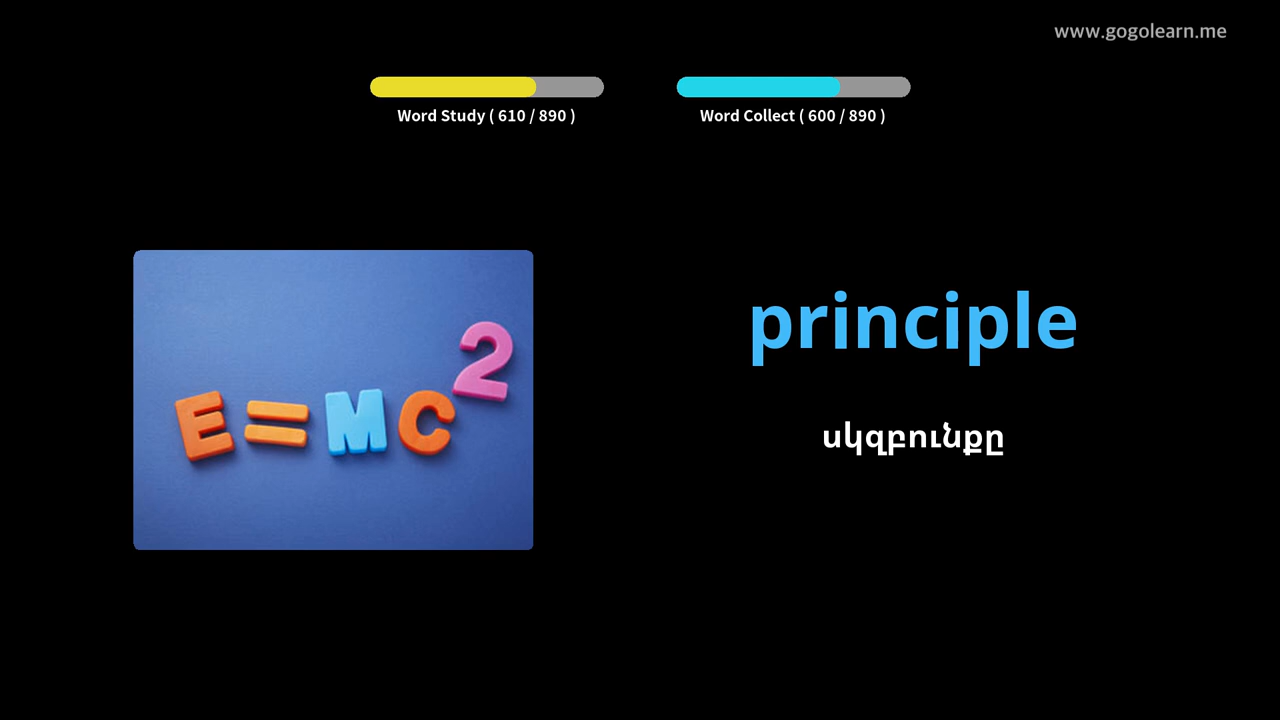 www.gogolearn.me
Word Study ( 610 / 890 )
Word Collect ( 600 / 890 )
E=MC2
principle
սկզբունքը